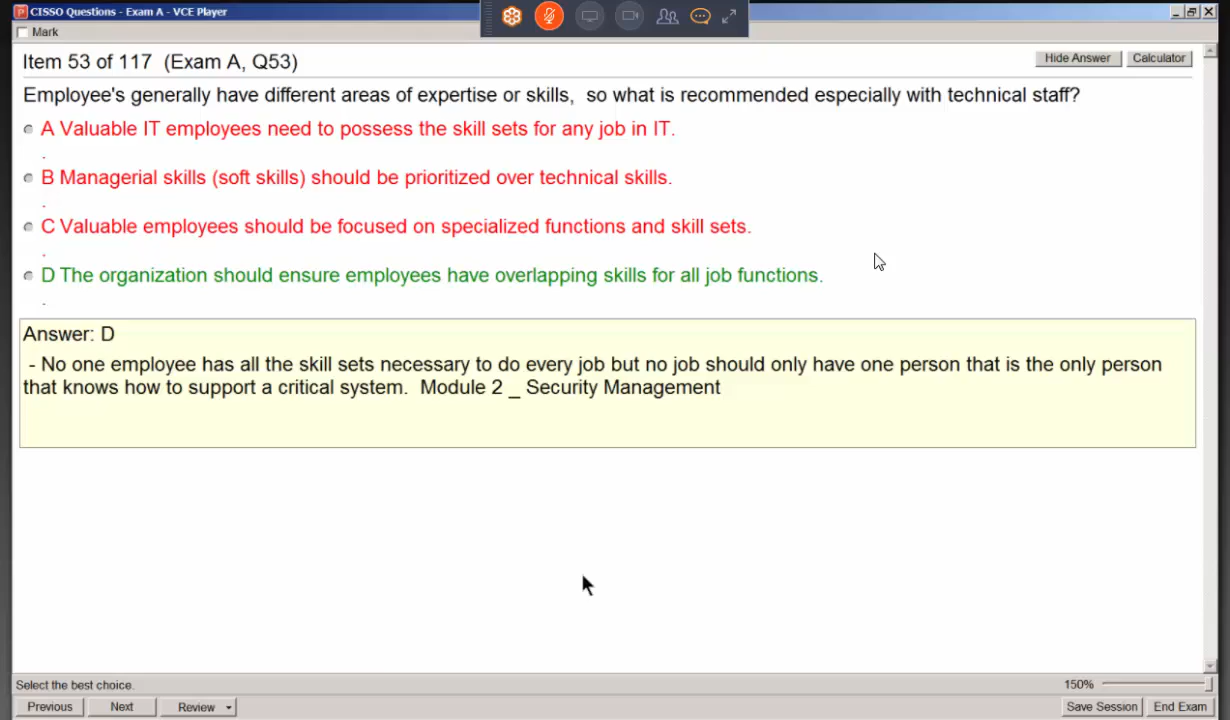 CISSO Questions - Exam A - VCE Player
Mark
Item 53 of 117 (Exam A, Q53)
Hide Answer
Calculator
Employee's generally have different areas of expertise or skills, so what is recommended especially with technical staff?
A Valuable IT employees need to possess the skill sets for any job in IT.
.
B Managerial skills (soft skills) should be prioritized over technical skills.
.
C Valuable employees should be focused on specialized functions and skill sets.
.
D The organization should ensure employees have overlapping skills for all job functions.
.
Answer: D
- No one employee has all the skill sets necessary to do every job but no job should only have one person that is the only person
that knows how to support a critical system. Module 2 _ Security Management
Select the best choice.
150%
Previous
Next
Review
Save Session
End Exam